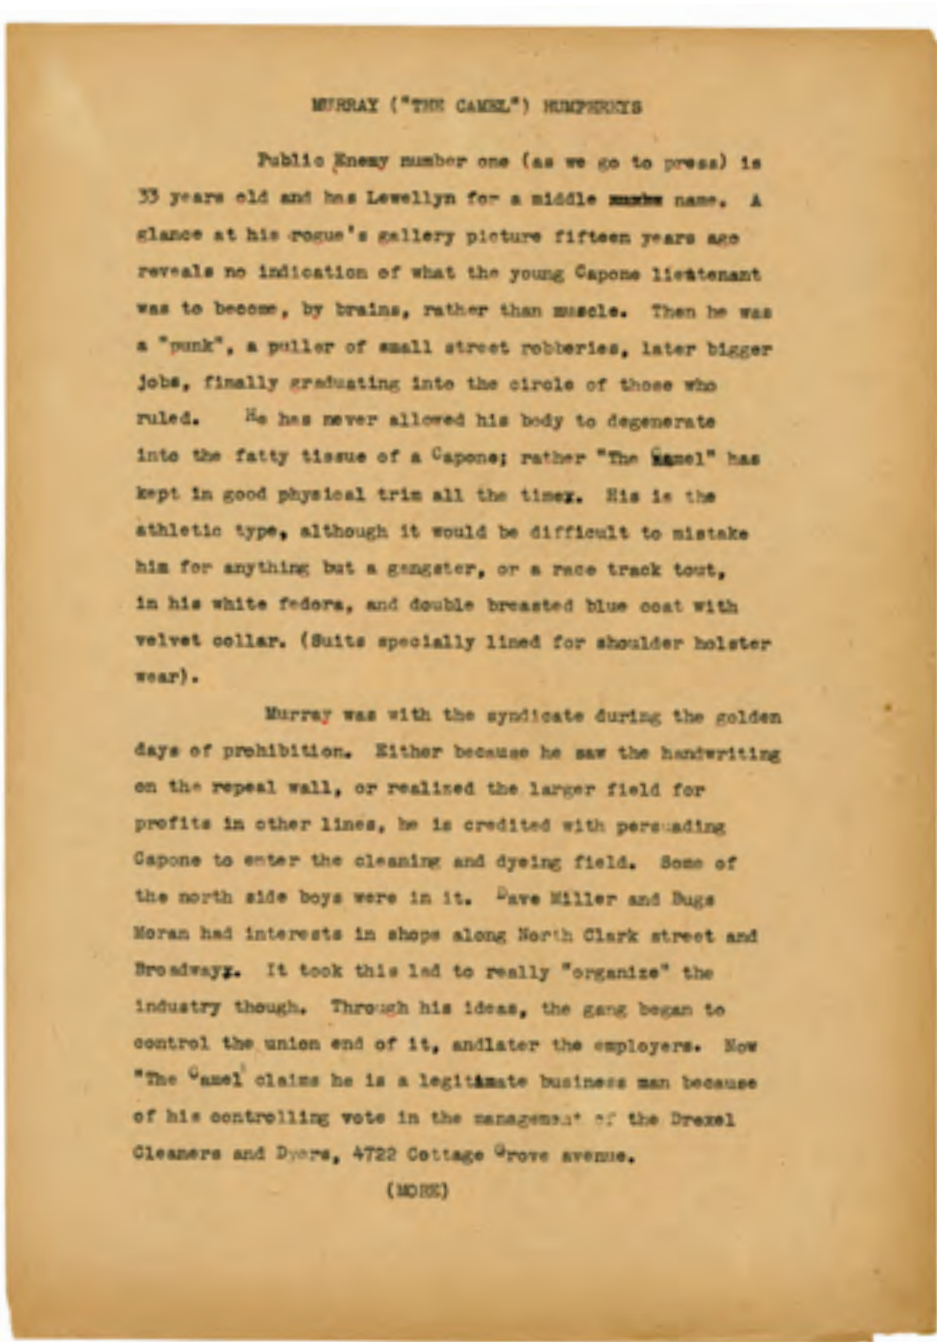 MURRAY ("THE CAMEL") HUMPHREYS
Public Enemy number one (as we go to press) is
33 years old and has Lewellyn for a middle name. A
glance at his rogue's gallery picture fifteen years ago
reveals no indication of what the young Capone lieutenant
was to become, by brains, rather than muscle. Then he was
a "punk", a puller of small street robberies, later bigger
jobs, finally graduating into the circle of those who
ruled. He has never allowed his body to degenerate
into the fatty tissue of a Capone; rather "The Camel" has
kept in good physical trim all the time. His is the
athletic type, although it would be difficult to mistake
him for anything but a gangster, or a race track tout,
in his white fedora, and double breasted blue coat with
velvet collar. (Suits specially lined for shoulder holster
wear).
Murray was with the syndicate during the golden
days of prohibition. Either because he saw the handwriting
on the repeal wall, or realized the larger field for
profits in other lines, he is credited with persuading
Capone to enter the cleaning and dyeing field. Some of
the north side boys were in it. Dave Miller and Bugs
Moran had interests in shops along North Clark street and
Broadway. It took this lad to really "organize" the
industry though. Through his ideas, the gang began to
control the union end of it, andlater the employers. Now
"The Camel" claims he is a legitimate business man because
of his controlling vote in the management of the Drexel
Cleaners and Dyers, 4722 Cottage Grove avenue.
(MORE)